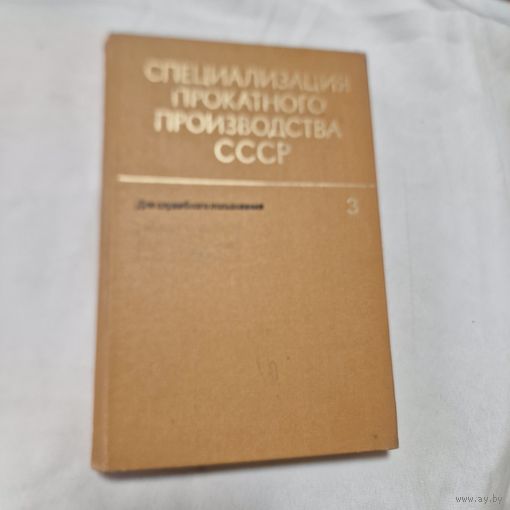 СПЕЦИАЛИЗАЦИЯ
ПРОКАТНОГО
ПРОИЗВОДСТВА
СССР
Для служебного пользования
3
www.ay.by